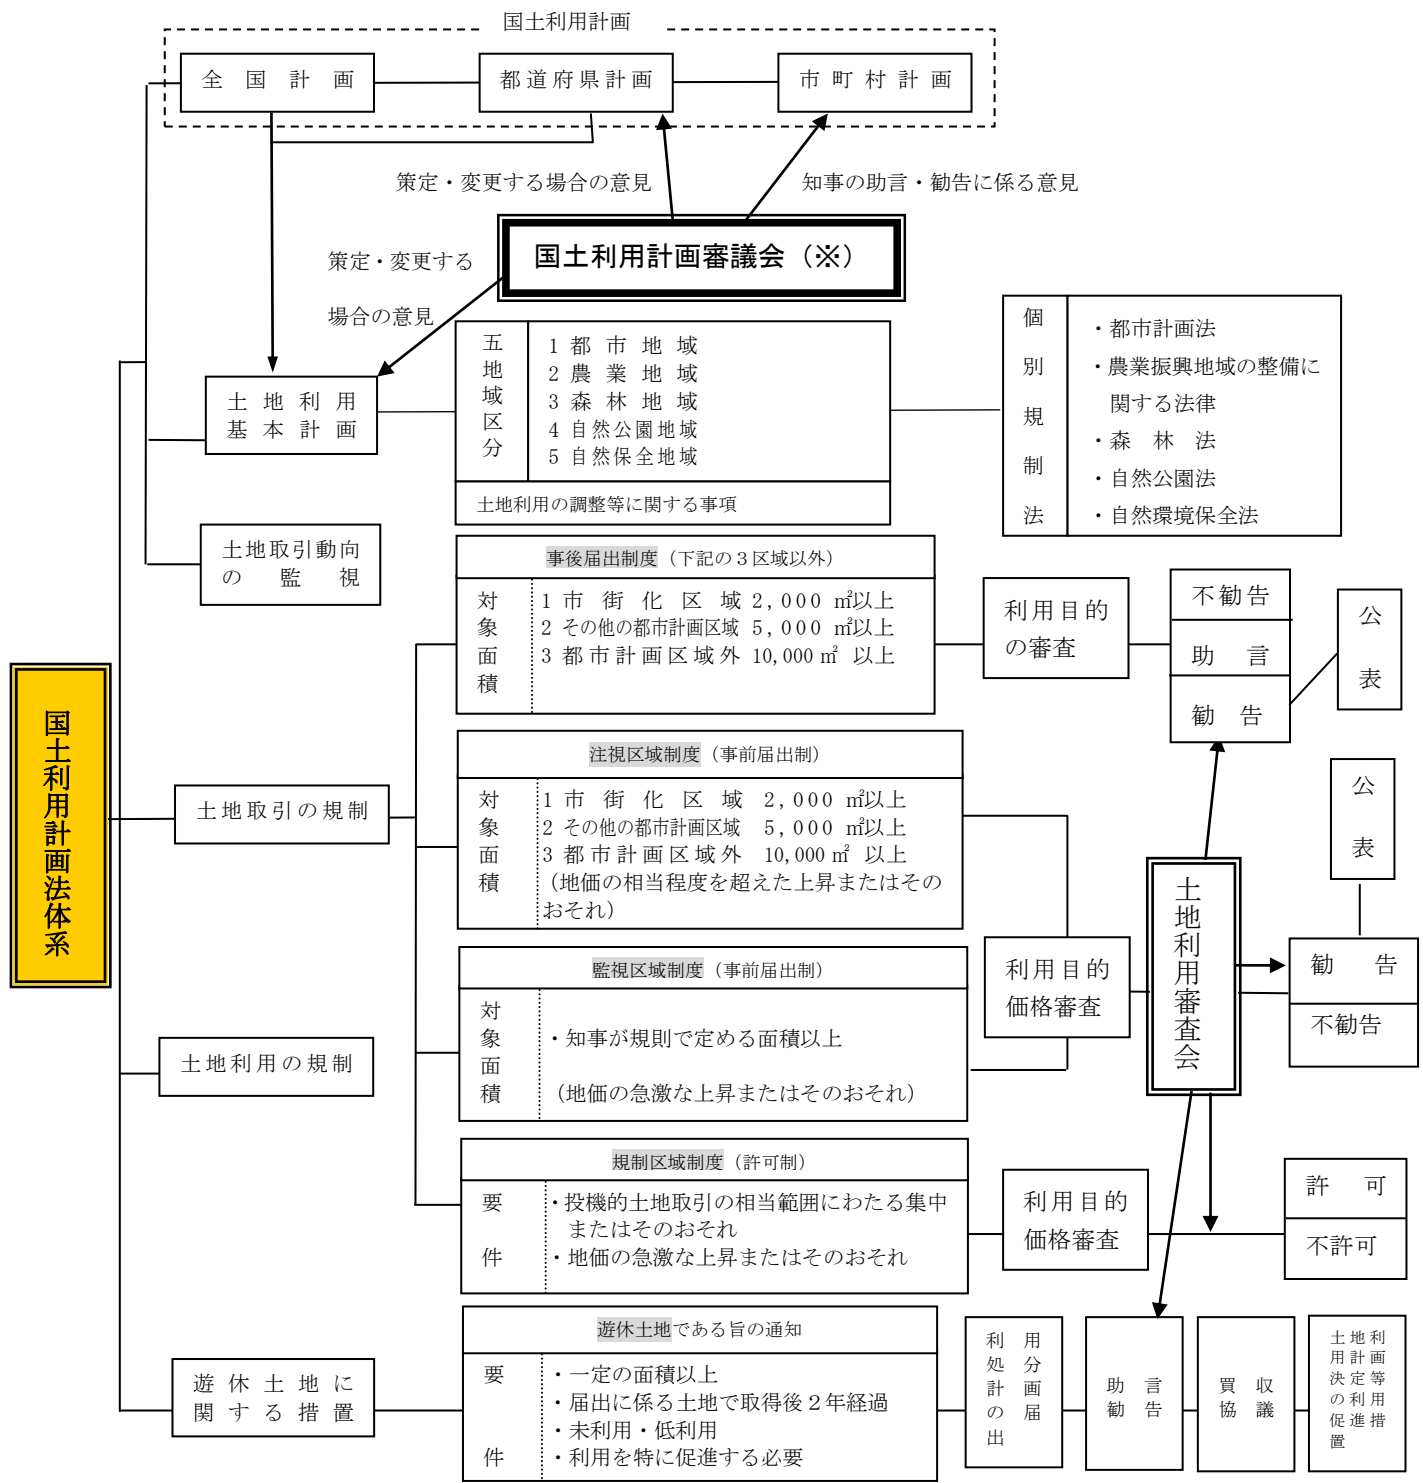 国土利用計画
全国計画
都道府県計画
市町村計画
策定・変更する場合の意見
知事の助言・勧告に係る意見
国土利用計画審議会（※）
策定・変更する
場合の意見
土地利用
基本計画
五地域区分
1 都市地域
2 農業地域
3 森林地域
4 自然公園地域
5 自然保全地域
土地利用の調整等に関する事項
個別規制法
・都市計画法
・農業振興地域の整備に
関する法律
・森林法
・自然公園法
・自然環境保全法
土地取引動向
の監視
国土利用計画法体系
土地取引の規制
事後届出制度（下記の３区域以外）
対象面積
1 市街化区域 2,000 ㎡以上
2 その他の都市計画区域 5,000 ㎡以上
3 都市計画区域外 10,000㎡ 以上
利用目的
の審査
不勧告
助言
勧告
公表
注視区域制度（事前届出制）
対象面積
1 市街化区域 2,000 ㎡以上
2 その他の都市計画区域 5,000 ㎡以上
3 都市計画区域外 10,000㎡ 以上
（地価の相当程度を超えた上昇またはその
おそれ）
監視区域制度（事前届出制）
対象面積
・知事が規則で定める面積以上
（地価の急激な上昇またはそのおそれ）
利用目的
価格審査
土地利用審査会
公表
勧告
不勧告
土地利用の規制
規制区域制度（許可制）
要件
・投機的土地取引の相当範囲にわたる集中
またはそのおそれ
・地価の急激な上昇またはそのおそれ
利用目的
価格審査
許可
不許可
遊休土地に
関する措置
遊休土地である旨の通知
要件
・一定の面積以上
・届出に係る土地で取得後２年経過
・未利用・低利用
・利用を特に促進する必要
利用
処分
計画
の届
出
助言
勧告
買収
協議
土地利
用計画
決定等
の利用
促進措
置